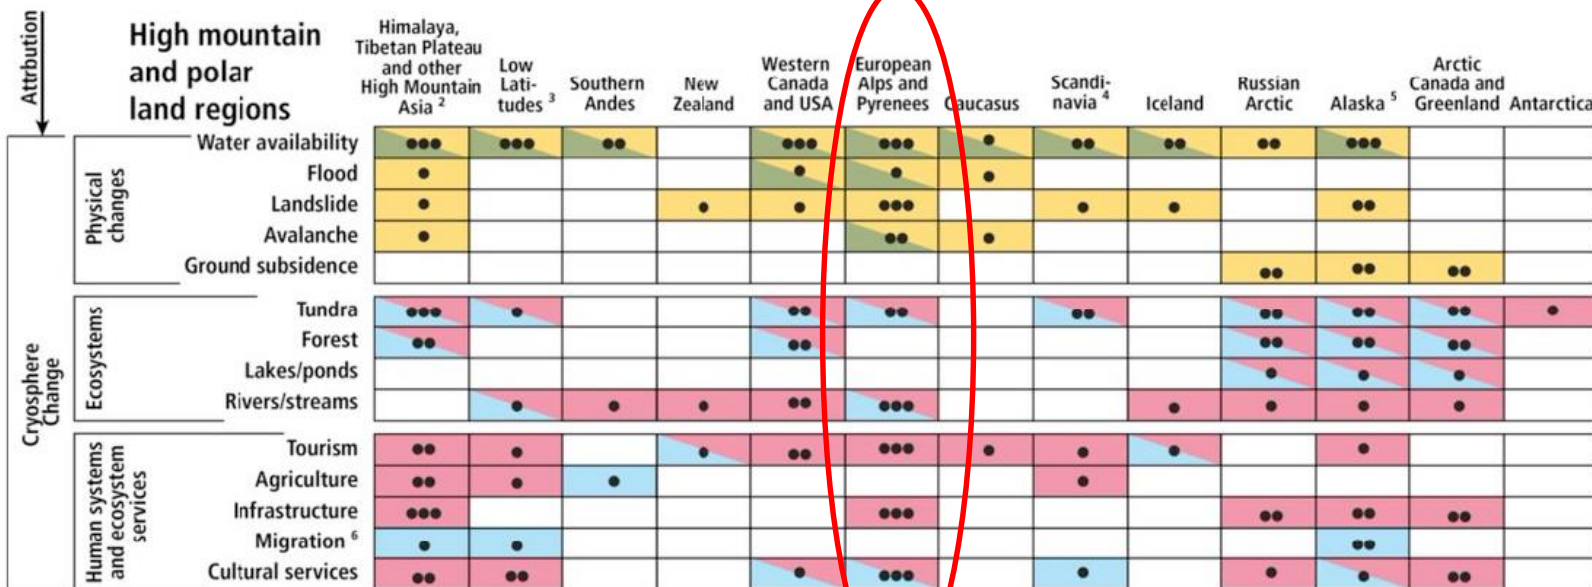 Attrbution
High mountain
and polar
land regions
Himalaya,
Tibetan Plateau
and other
High Mountain
Asia 2
Low
Lati-
tudes 3
Southern
Andes
New
Zealand
Western
Canada
and USA
European
Alps and
Pyrenees
Caucasus
Scandi-
navia 4
Iceland
Russian
Arctic
Alaska 5
Arctic
Canada and
Greenland
Antarctica
Cryosphere
Change
Physical
changes
Water availability
Flood
Landslide
Avalanche
Ground subsidence
Ecosystems
Tundra
Forest
Lakes/ponds
Rivers/streams
Human systems
and ecosystem
services
Tourism
Agriculture
Infrastructure
Migration 6
Cultural services